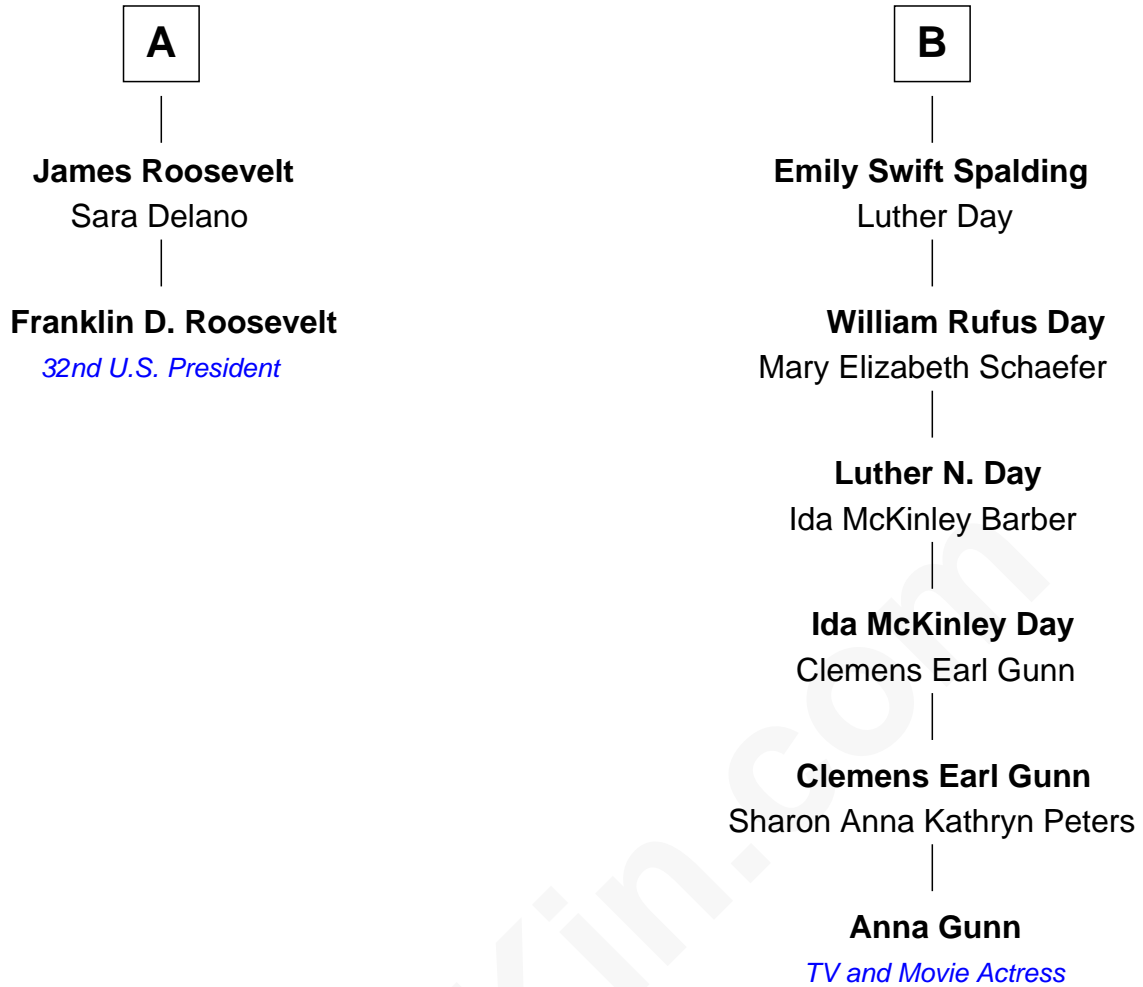 A
James Roosevelt
Sara Delano
Franklin D. Roosevelt
32nd U.S. President
B
Emily Swift Spalding
Luther Day
William Rufus Day
Mary Elizabeth Schaefer
Luther N. Day
Ida McKinley Barber
Ida McKinley Day
Clemens Earl Gunn
Clemens Earl Gunn
Sharon Anna Kathryn Peters
Anna Gunn
TV and Movie Actress
kin.com